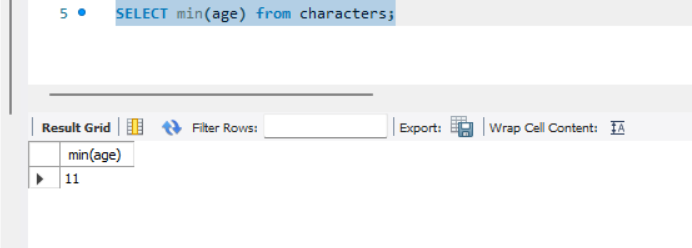 5 SELECT min(age) from characters;
Result Grid Filter Rows: Export: Wrap Cell Content:
min(age)
11